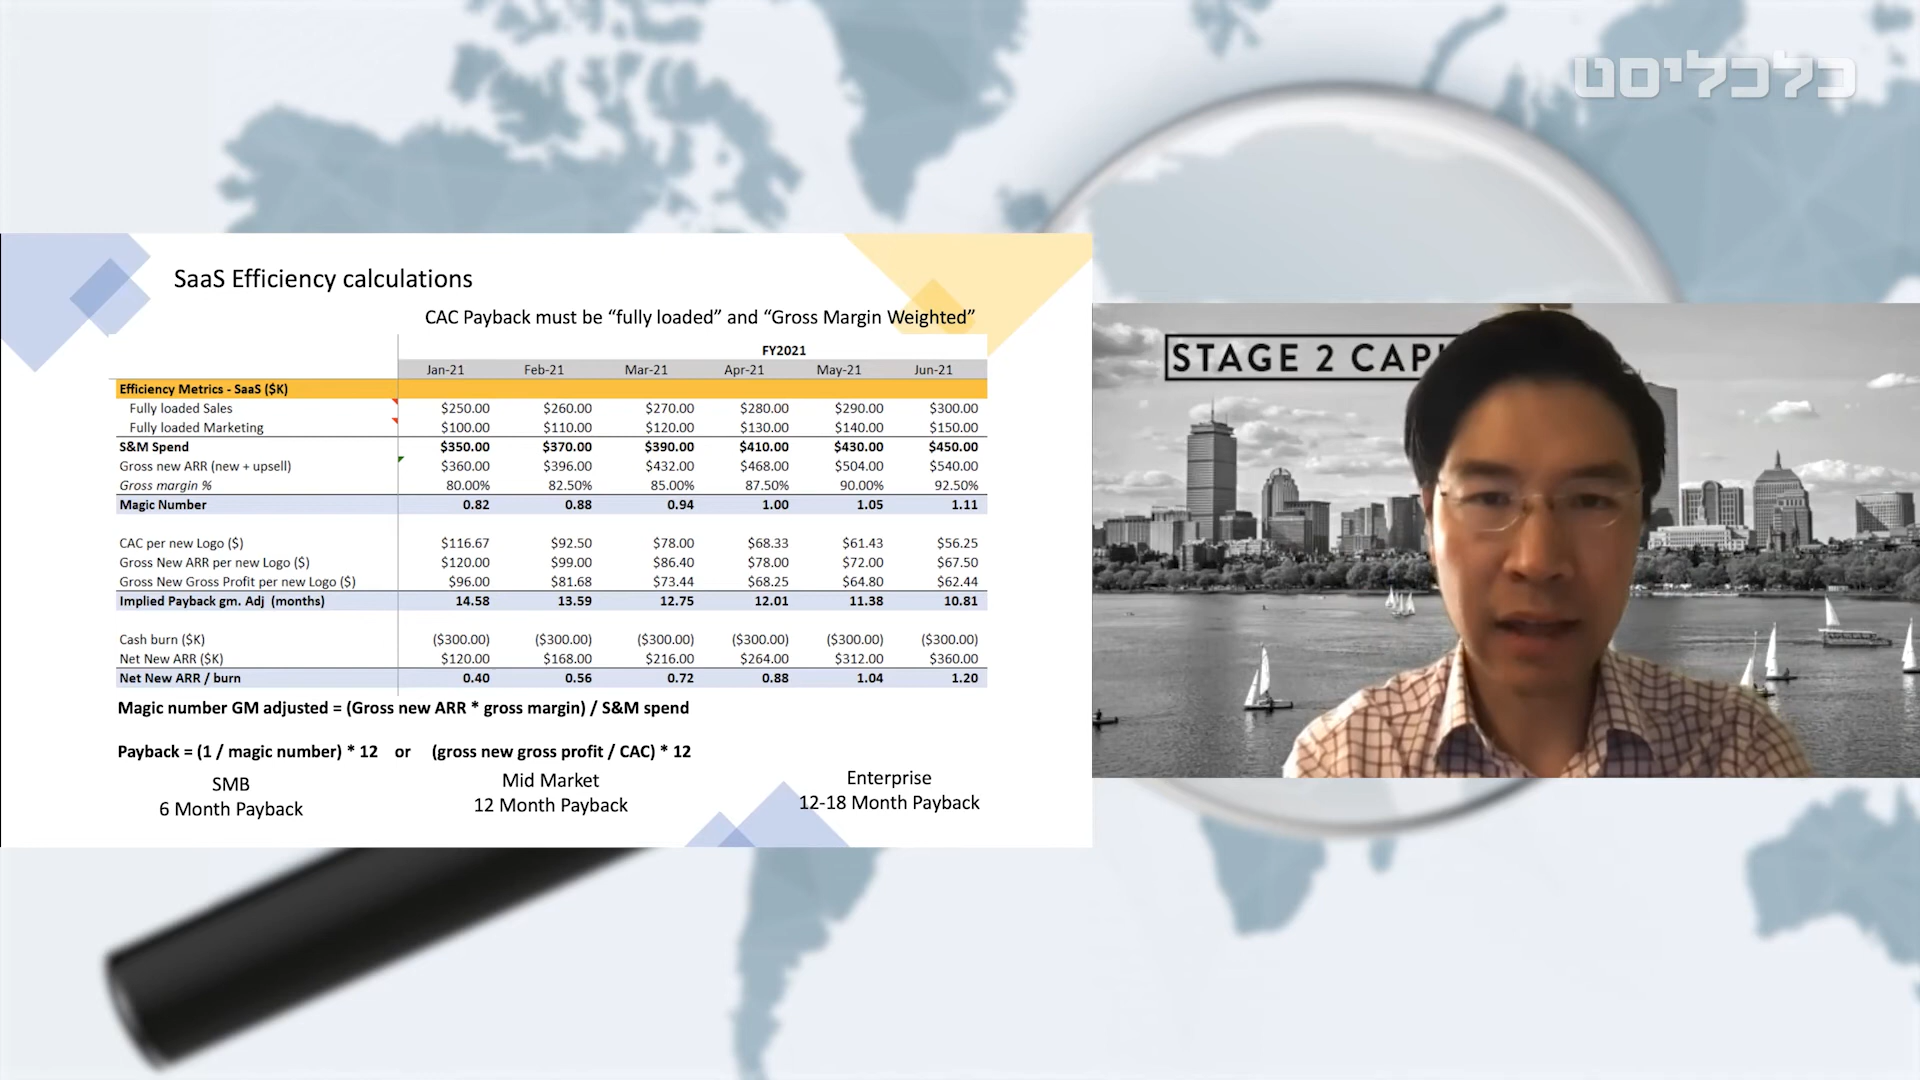 כלכליסט
SaaS Efficiency calculations
CAC Payback must be “fully loaded” and “Gross Margin Weighted”
FY2021
Jan-21 Feb-21 Mar-21 Apr-21 May-21 Jun-21
Efficiency Metrics - SaaS ($K)
Fully loaded Sales $250.00 $260.00 $270.00 $280.00 $290.00 $300.00
Fully loaded Marketing $100.00 $110.00 $120.00 $130.00 $140.00 $150.00
S&M Spend $350.00 $370.00 $390.00 $410.00 $430.00 $450.00
Gross new ARR (new + upsell) $360.00 $396.00 $432.00 $468.00 $504.00 $540.00
Gross margin % 80.00% 82.50% 85.00% 87.50% 90.00% 92.50%
Magic Number 0.82 0.88 0.94 1.00 1.05 1.11
CAC per new Logo ($) $116.67 $92.50 $78.00 $68.33 $61.43 $56.25
Gross New ARR per new Logo ($) $120.00 $99.00 $86.40 $78.00 $72.00 $67.50
Gross New Gross Profit per new Logo ($) $96.00 $81.68 $73.44 $68.25 $64.80 $62.44
Implied Payback gm. Adj (months) 14.58 13.59 12.75 12.01 11.38 10.81
Cash burn ($K) ($300.00) ($300.00) ($300.00) ($300.00) ($300.00) ($300.00)
Net New ARR ($K) $120.00 $168.00 $216.00 $264.00 $312.00 $360.00
Net New ARR / burn 0.40 0.56 0.72 0.88 1.04 1.20
Magic number GM adjusted = (Gross new ARR * gross margin) / S&M spend
Payback = (1 / magic number) * 12 or (gross new gross profit / CAC) * 12
SMB
6 Month Payback
Mid Market
12 Month Payback
Enterprise
12-18 Month Payback
STAGE 2 CAP